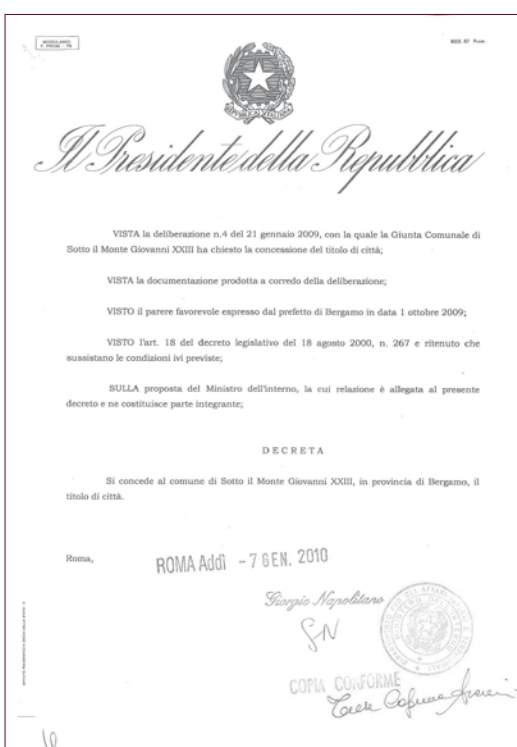 MODULARIO
REPUBBLICA ITALIANA
Il Presidente della Repubblica
VISTA la deliberazione n.4 del 21 gennaio 2009, con la quale la Giunta Comunale di
Sotto il Monte Giovanni XXIII ha chiesto la concessione del titolo di città;
VISTA la documentazione prodotta a corredo della deliberazione;
VISTO il parere favorevole espresso dal prefetto di Bergamo in data 1 ottobre 2009;
VISTO l'art. 18 del decreto legislativo del 18 agosto 2000, n. 267 e ritenuto che
sussistano le condizioni ivi previste;
SULLA proposta del Ministro dell'interno, la cui relazione è allegata al presente
decreto e ne costituisce parte integrante;
DECRETA
Si concede al comune di Sotto il Monte Giovanni XXIII, in provincia di Bergamo, il
titolo di città.
Roma,
ROMA Addì - 7 GEN. 2010
Giorgio Napolitano
GN
COPIA CONFORME